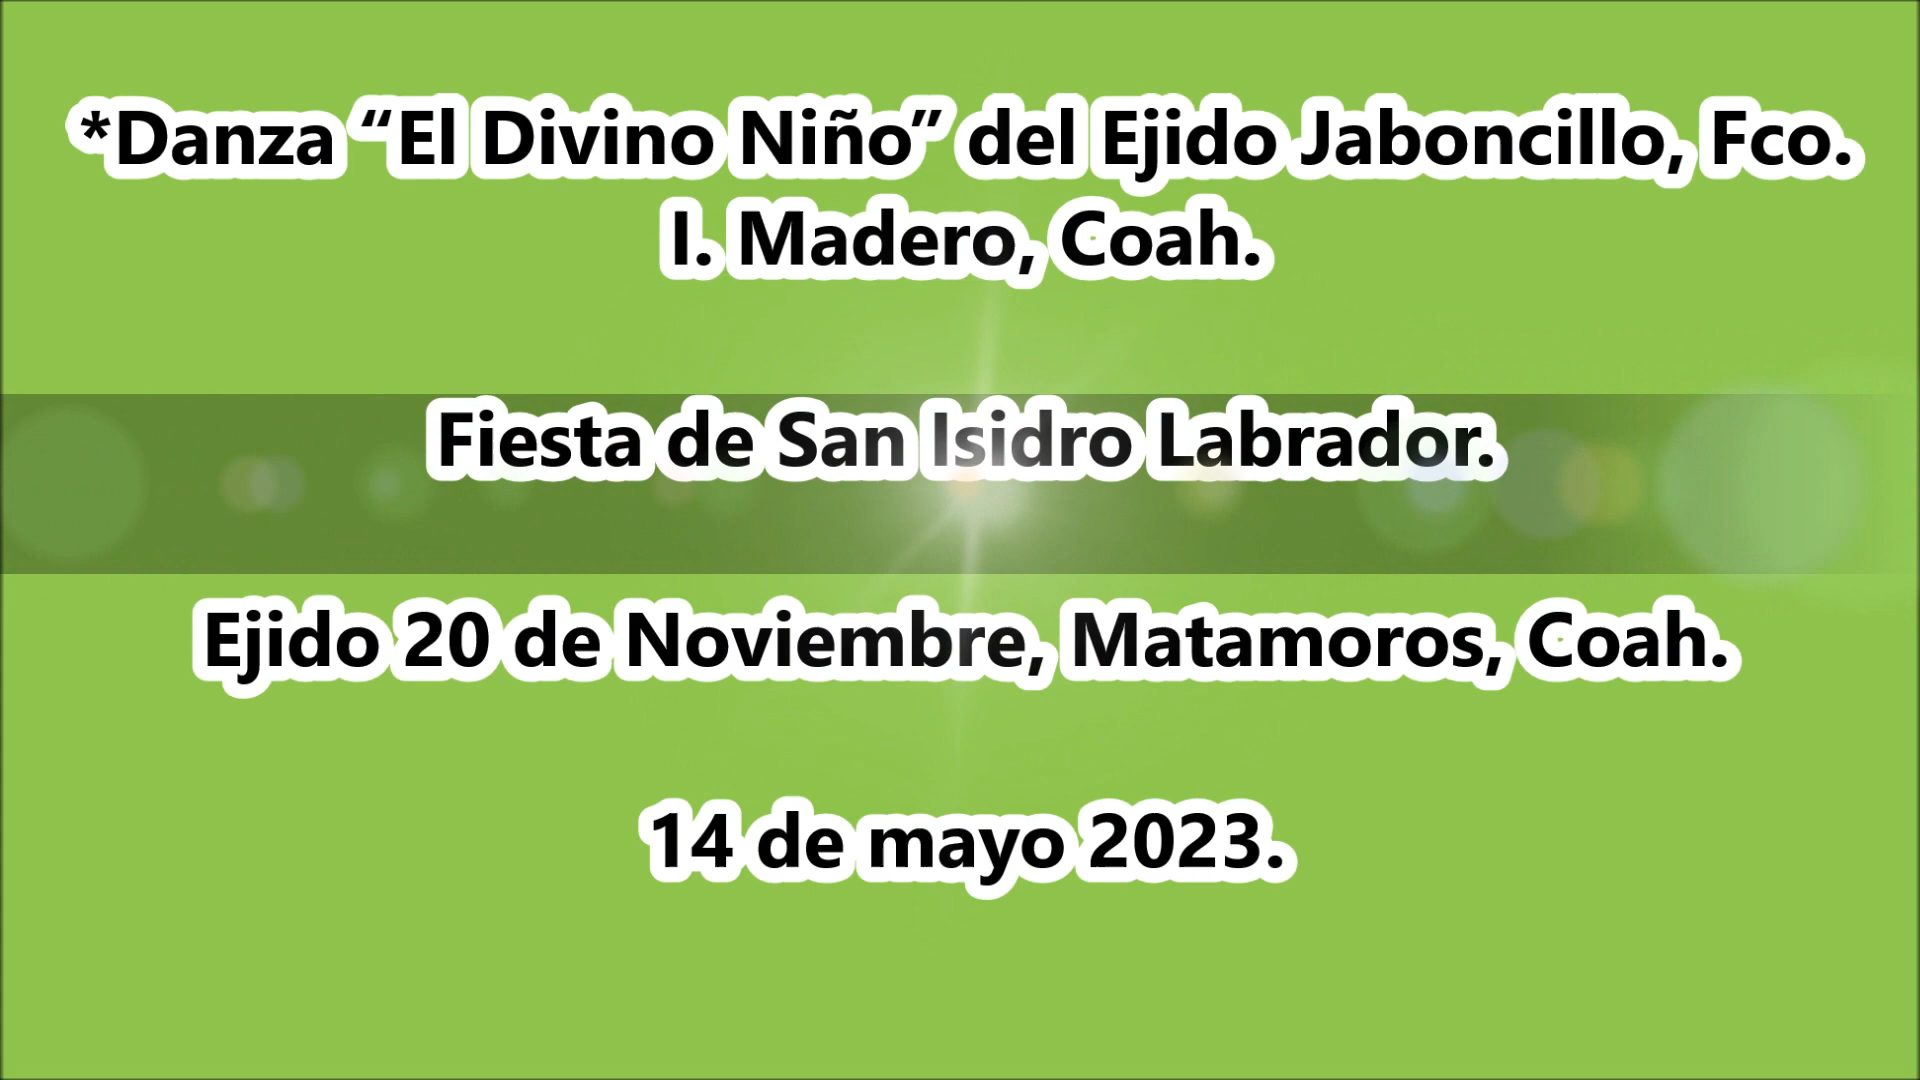 *Danza “El Divino Niño” del Ejido Jaboncillo, Fco.
I. Madero, Coah.
Fiesta de San Isidro Labrador.
Ejido 20 de Noviembre, Matamoros, Coah.
14 de mayo 2023.